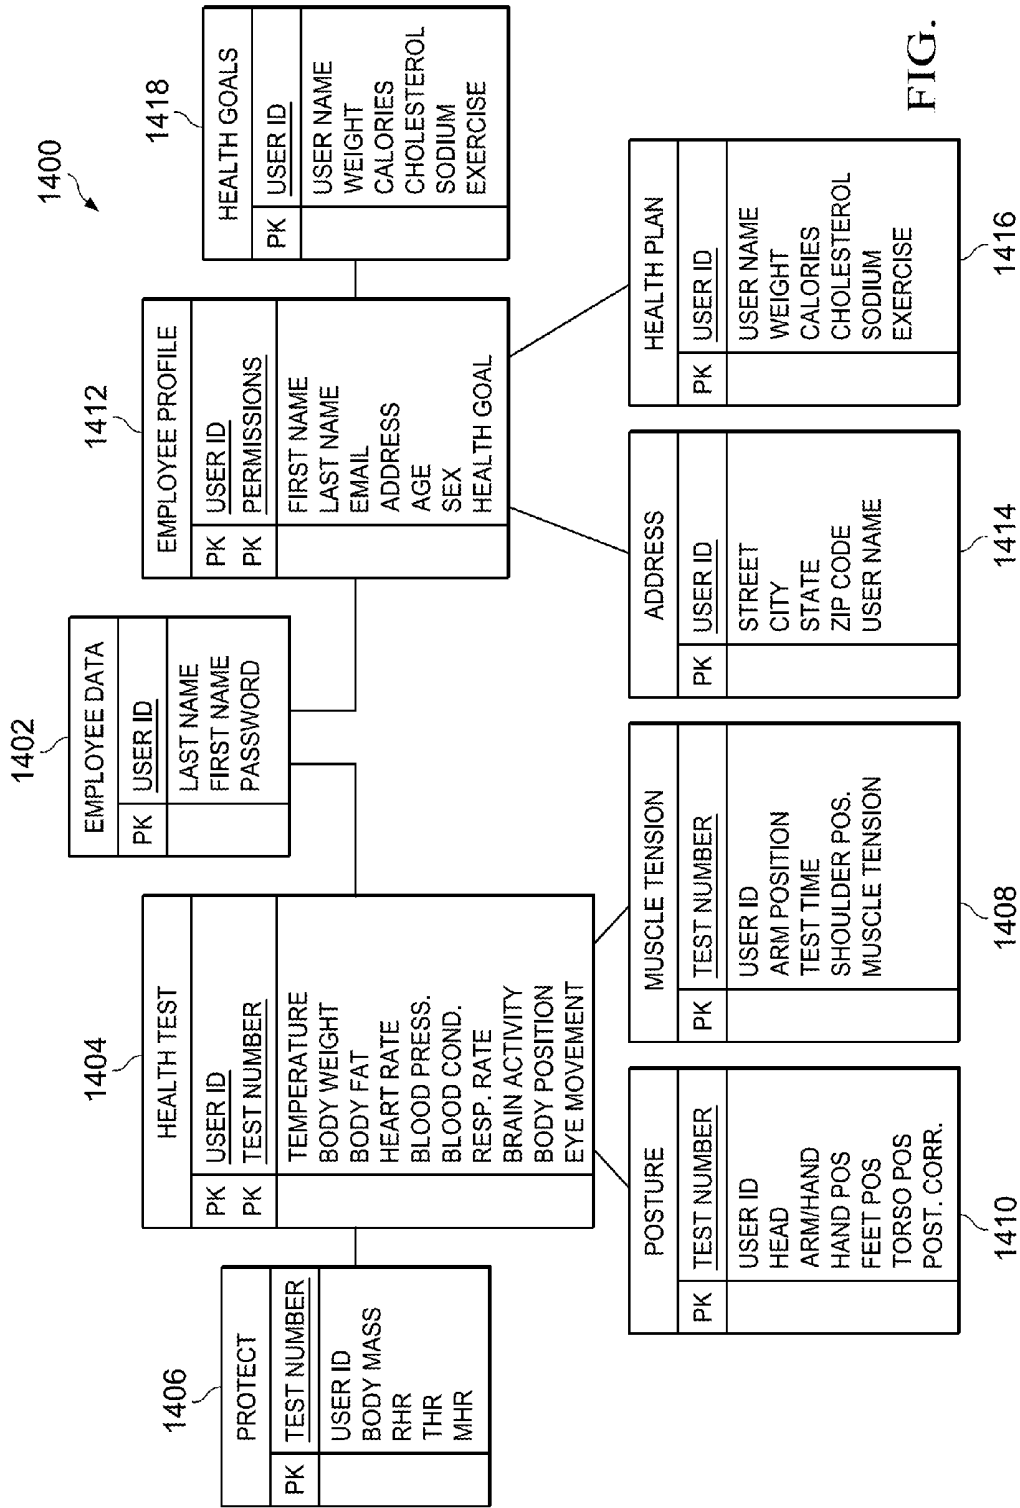 1400
1402
EMPLOYEE DATA
PK USER ID
LAST NAME
FIRST NAME
PASSWORD
1404
HEALTH TEST
PK USER ID
PK TEST NUMBER
TEMPERATURE
BODY WEIGHT
BODY FAT
HEART RATE
BLOOD PRESS.
BLOOD COND.
RESP. RATE
BRAIN ACTIVITY
BODY POSITION
EYE MOVEMENT
1412
EMPLOYEE PROFILE
PK USER ID
PK PERMISSIONS
FIRST NAME
LAST NAME
EMAIL
ADDRESS
AGE
SEX
HEALTH GOAL
1406
PROTECT
PK TEST NUMBER
USER ID
BODY MASS
RHR
THR
MHR
1418
HEALTH GOALS
PK USER ID
USER NAME
WEIGHT
CALORIES
CHOLESTEROL
SODIUM
EXERCISE
POSTURE
PK TEST NUMBER
USER ID
HEAD
ARM/HAND
HAND POS
FEET POS
TORSO POS
POST. CORR.
1410
MUSCLE TENSION
PK TEST NUMBER
USER ID
ARM POSITION
TEST TIME
SHOULDER POS.
MUSCLE TENSION
1408
ADDRESS
PK USER ID
STREET
CITY
STATE
ZIP CODE
USER NAME
1414
HEALTH PLAN
PK USER ID
USER NAME
WEIGHT
CALORIES
CHOLESTEROL
SODIUM
EXERCISE
1416
FIG.